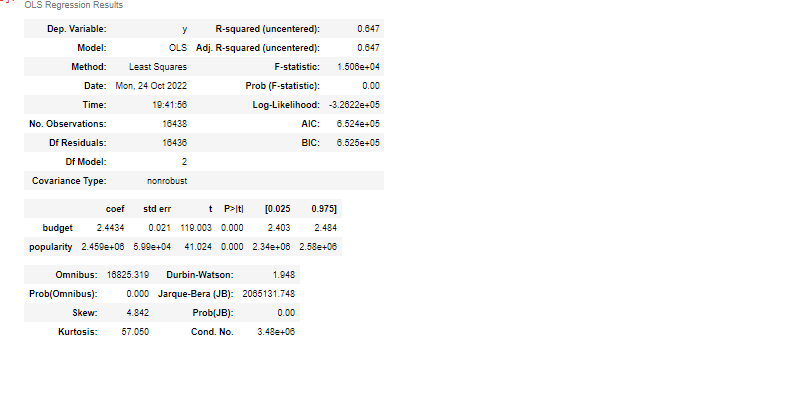 OLS Regression Results
Dep. Variable: y R-squared (uncentered): 0.647
Model: OLS Adj. R-squared (uncentered): 0.647
Method: Least Squares F-statistic: 1.506e+04
Date: Mon, 24 Oct 2022 Prob (F-statistic): 0.00
Time: 19:41:56 Log-Likelihood: -3.2622e+05
No. Observations: 16438 AIC: 6.524e+05
Df Residuals: 16436 BIC: 6.525e+05
Df Model: 2
Covariance Type: nonrobust
coef std err t P>|t| [0.025 0.975]
budget 2.4434 0.021 119.003 0.000 2.403 2.484
popularity 2.459e+06 5.99e+04 41.024 0.000 2.34e+06 2.58e+06
Omnibus: 16825.319 Durbin-Watson: 1.948
Prob(Omnibus): 0.000 Jarque-Bera (JB): 2065131.748
Skew: 4.842 Prob(JB): 0.00
Kurtosis: 57.050 Cond. No. 3.48e+06